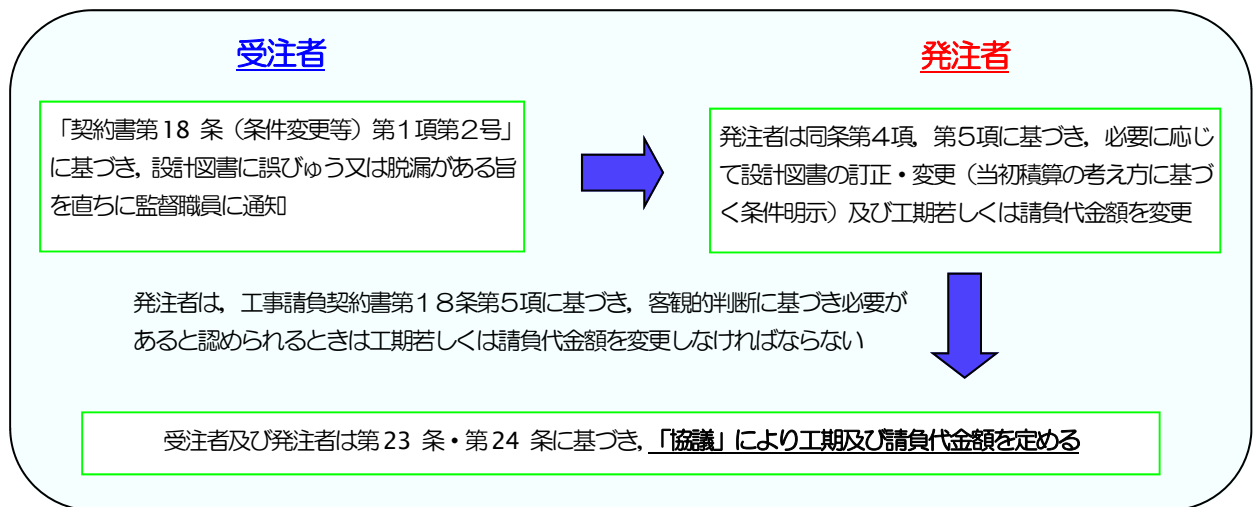 受注者
発注者
「契約書第18 条（条件変更等）第１項第２号」
に基づき，設計図書に誤びゅう又は脱漏がある旨
を直ちに監督職員に通知
発注者は同条第４項，第５項に基づき，必要に応じ
て設計図書の訂正・変更（当初積算の考え方に基づ
く条件明示）及び工期若しくは請負代金額を変更
発注者は，工事請負契約書第１８条第５項に基づき，客観的判断に基づき必要が
あると認められるときは工期若しくは請負代金額を変更しなければならない
受注者及び発注者は第23 条・第24 条に基づき，「協議」により工期及び請負代金額を定める